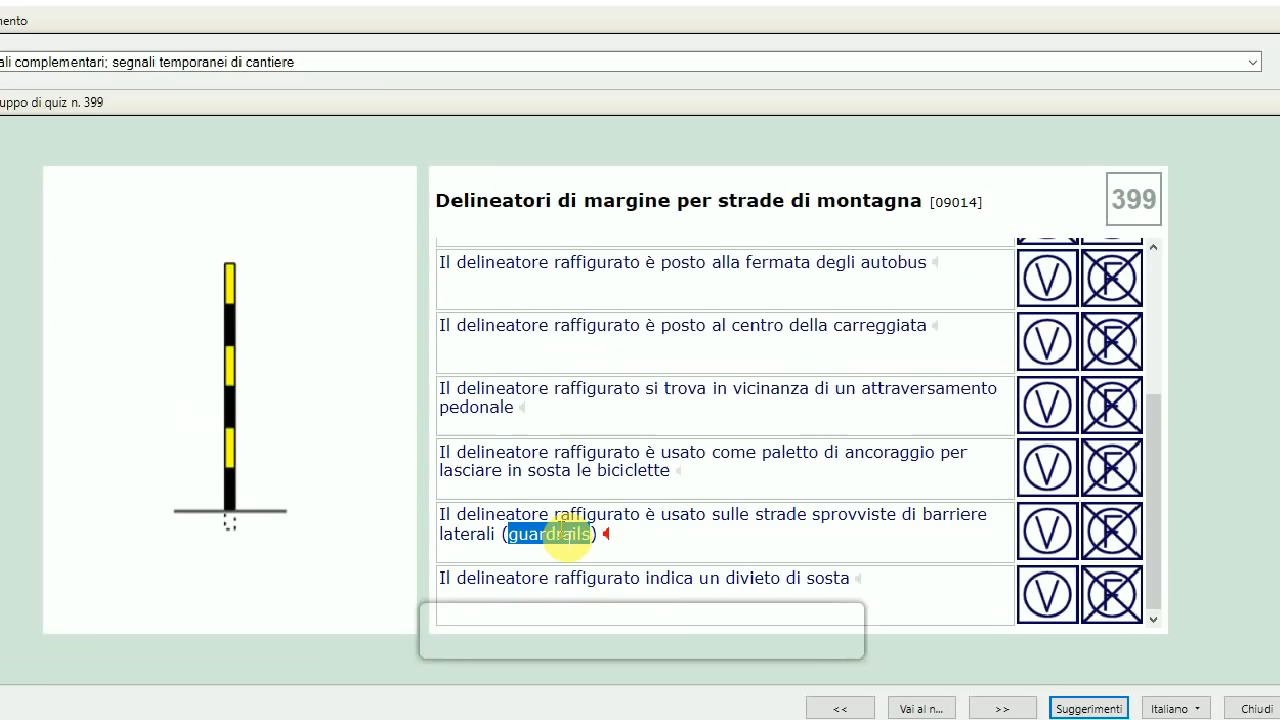 mento
ali complementari; segnali temporanei di cantiere
uppo di quiz n. 399
Delineatori di margine per strade di montagna [09014]
399
Il delineatore raffigurato è posto alla fermata degli autobus
V F
Il delineatore raffigurato è posto al centro della carreggiata
V F
Il delineatore raffigurato si trova in vicinanza di un attraversamento
pedonale
V F
Il delineatore raffigurato è usato come paletto di ancoraggio per
lasciare in sosta le biciclette
V F
Il delineatore raffigurato è usato sulle strade sprovviste di barriere
laterali (guardrails)
V F
Il delineatore raffigurato indica un divieto di sosta
V F
<< Vai al n... >> Suggerimenti Italiano Chiudi